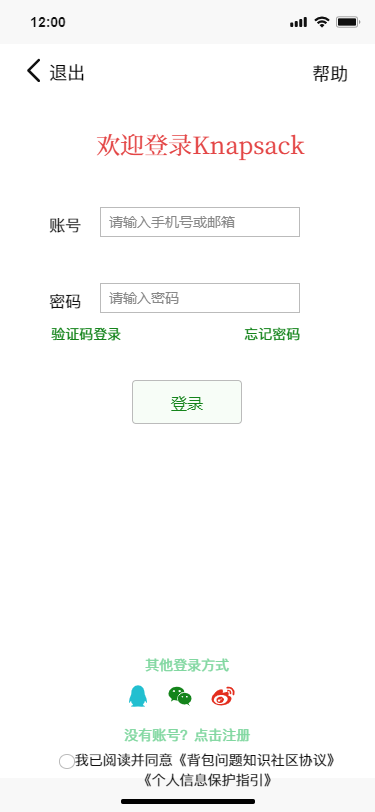 12:00
退出 帮助
欢迎登录Knapsack
账号 请输入手机号或邮箱
密码 请输入密码
验证码登录 忘记密码
登录
其他登录方式
没有账号？点击注册
我已阅读并同意《背包问题知识社区协议》
《个人信息保护指引》